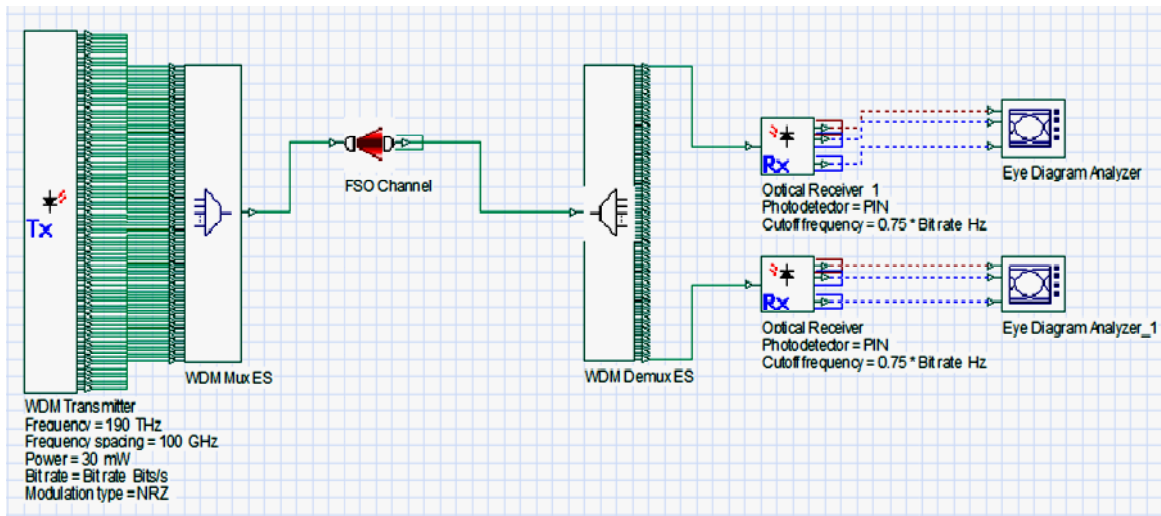 Tx
WDM Transmitter
Frequency = 190 THz
Frequency spacing = 100 GHz
Power = 30 mW
Bit rate = Bit rate Bits/s
Modulation type = NRZ
WDM Mux ES
FSO Channel
WDM Demux ES
Rx
Optical Receiver_1
Photodetector = PIN
Cutoff frequency = 0.75 * Bit rate Hz
Eye Diagram Analyzer
Rx
Optical Receiver
Photodetector = PIN
Cutoff frequency = 0.75 * Bit rate Hz
Eye Diagram Analyzer_1